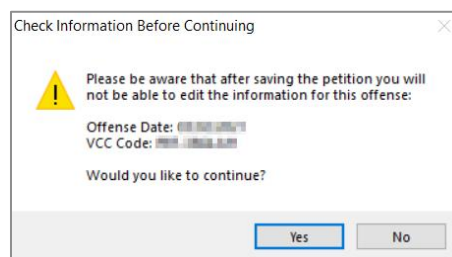 Check Information Before Continuing
Please be aware that after saving the petition you will
not be able to edit the information for this offense:
Offense Date:
VCC Code:
Would you like to continue?
Yes
No